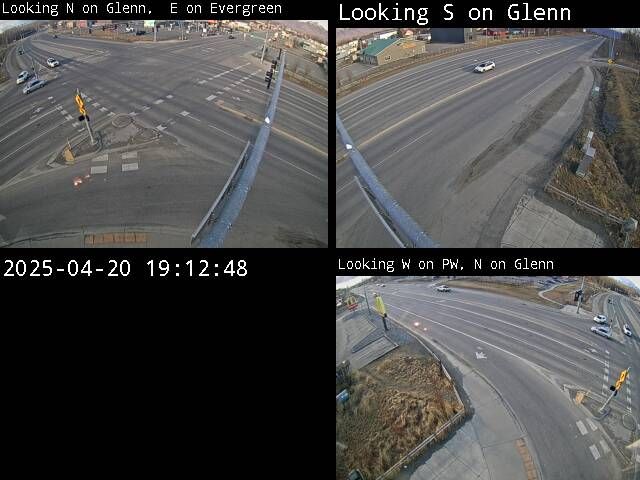 Looking N on Glenn,  E on Evergreen
Looking S on Glenn
2025-04-20 19:12:48
Looking W on PW, N on Glenn